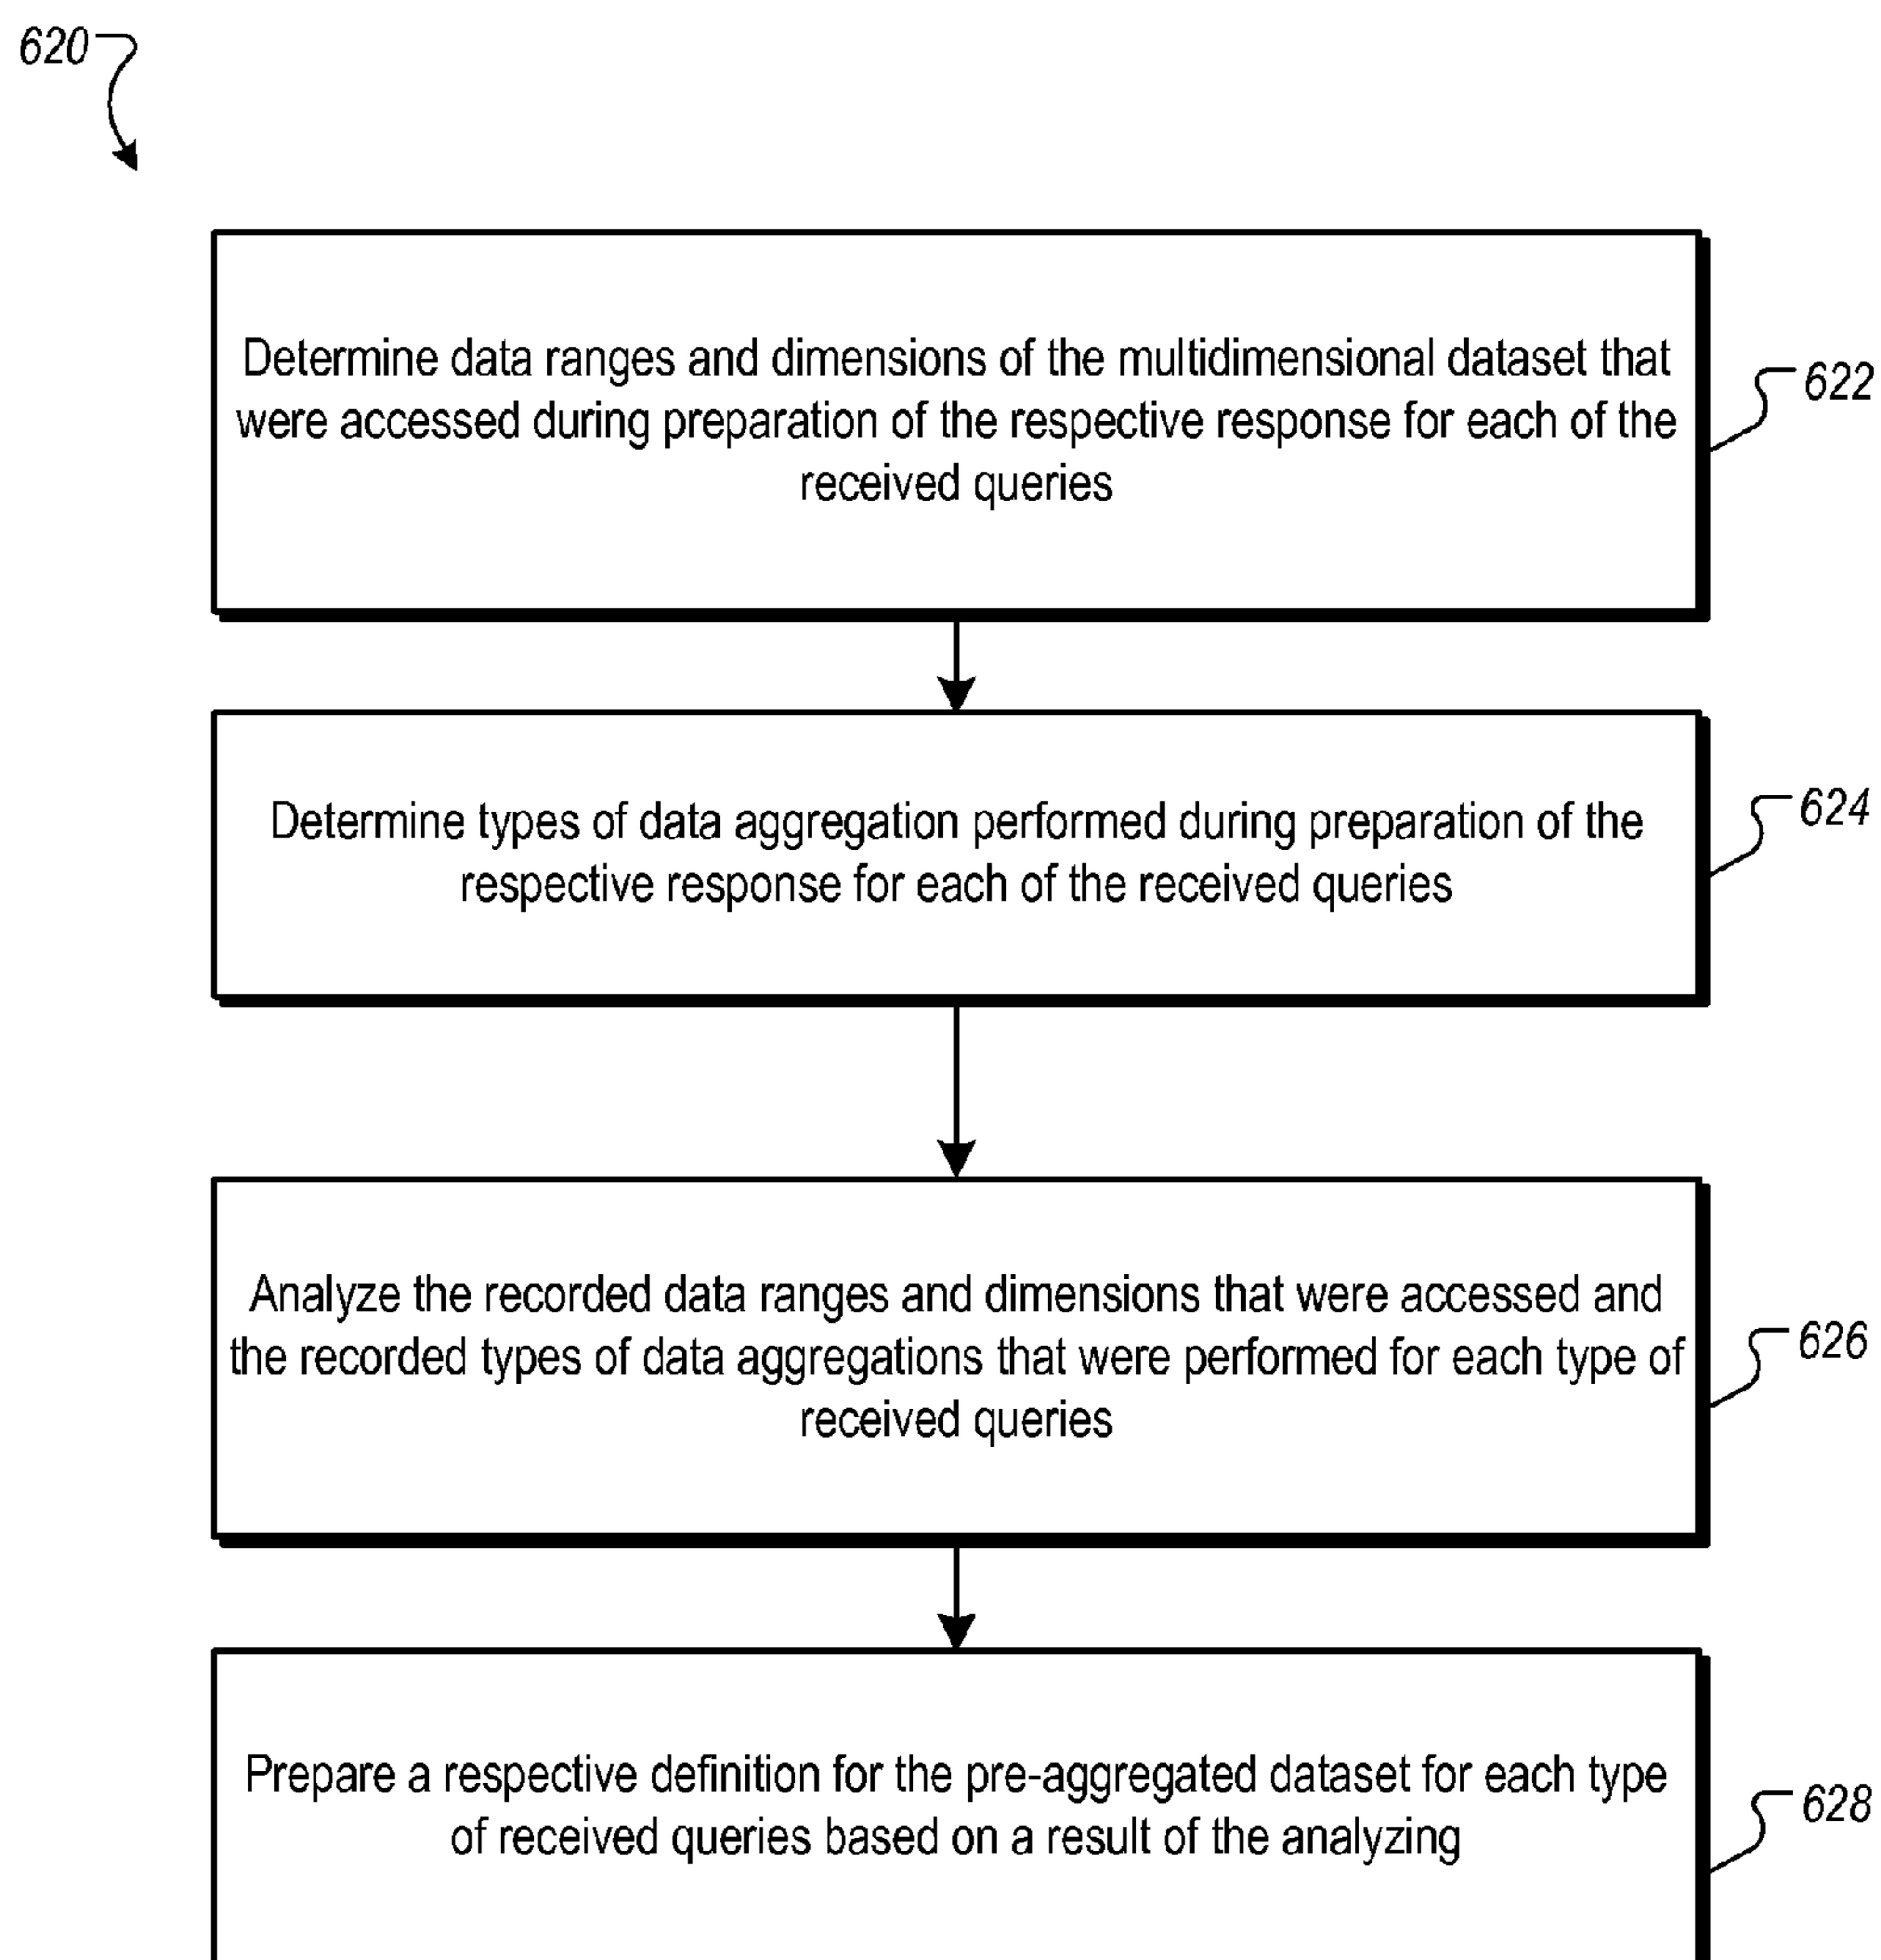 620
Determine data ranges and dimensions of the multidimensional dataset that
were accessed during preparation of the respective response for each of the
received queries
622
Determine types of data aggregation performed during preparation of the
respective response for each of the received queries
624
Analyze the recorded data ranges and dimensions that were accessed and
the recorded types of data aggregations that were performed for each type of
received queries
626
Prepare a respective definition for the pre-aggregated dataset for each type
of received queries based on a result of the analyzing
628